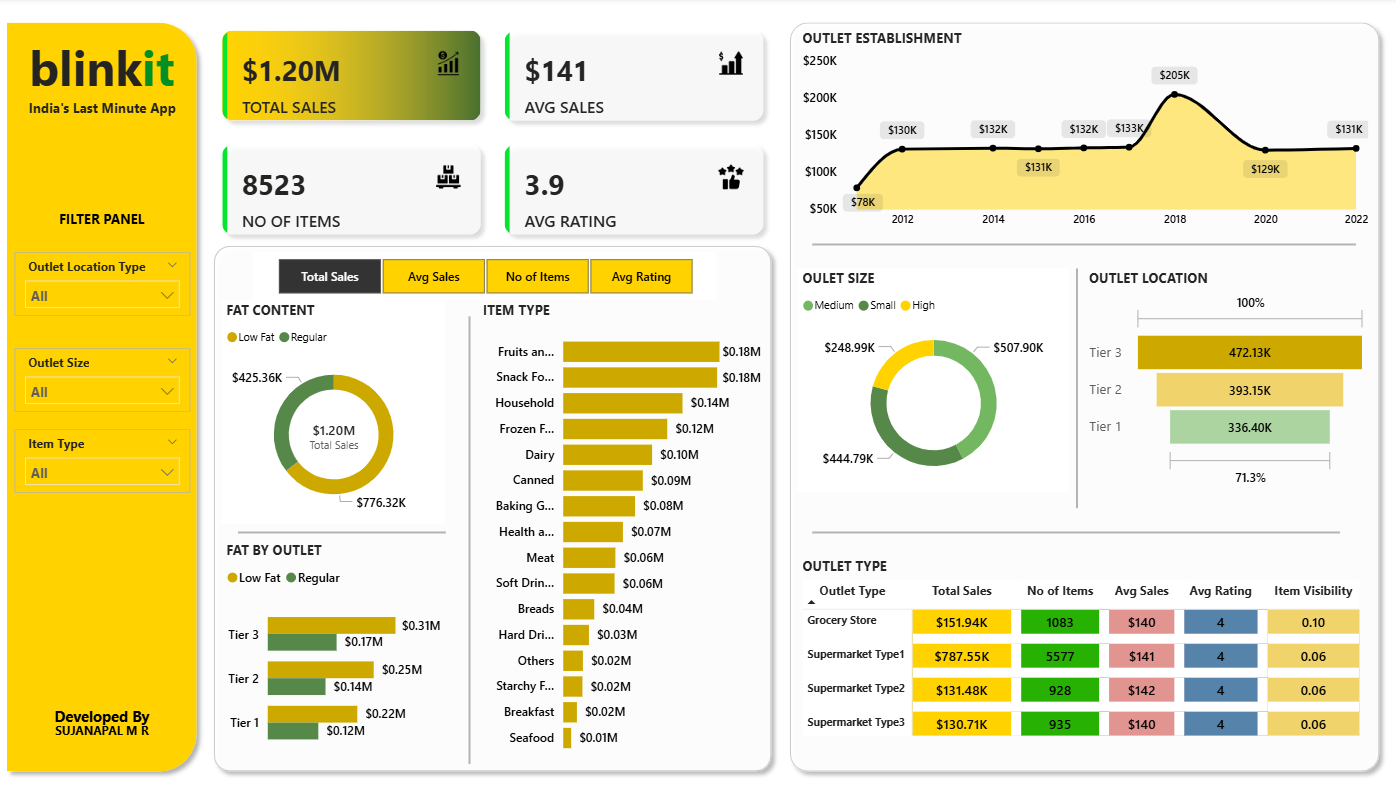 blinkit
India's Last Minute App
FILTER PANEL
Outlet Location Type
All
Outlet Size
All
Item Type
All
Developed By
SUJANAPAL M R
$1.20M
TOTAL SALES
$141
AVG SALES
8523
NO OF ITEMS
3.9
AVG RATING
Total Sales
Avg Sales
No of Items
Avg Rating
FAT CONTENT
Low Fat
Regular
$425.36K
$1.20M
Total Sales
$776.32K
FAT BY OUTLET
Low Fat
Regular
Tier 3
$0.31M
$0.17M
Tier 2
$0.25M
$0.14M
Tier 1
$0.22M
$0.12M
ITEM TYPE
Fruits an... $0.18M
Snack Fo... $0.18M
Household $0.14M
Frozen F... $0.12M
Dairy $0.10M
Canned $0.09M
Baking G... $0.08M
Health a... $0.07M
Meat $0.06M
Soft Drin... $0.06M
Breads $0.04M
Hard Dri... $0.03M
Others $0.02M
Starchy F... $0.02M
Breakfast $0.02M
Seafood $0.01M
OUTLET ESTABLISHMENT
$250K
$200K
$150K
$100K
$50K
$78K
$130K
$132K
$131K
$132K
$133K
$205K
$129K
$131K
2012 2014 2016 2018 2020 2022
OULET SIZE
Medium Small High
$248.99K
$507.90K
$444.79K
OUTLET LOCATION
100%
Tier 3 472.13K
Tier 2 393.15K
Tier 1 336.40K
71.3%
OUTLET TYPE
Outlet Type Total Sales No of Items Avg Sales Avg Rating Item Visibility
Grocery Store $151.94K 1083 $140 4 0.10
Supermarket Type1 $787.55K 5577 $141 4 0.06
Supermarket Type2 $131.48K 928 $142 4 0.06
Supermarket Type3 $130.71K 935 $140 4 0.06